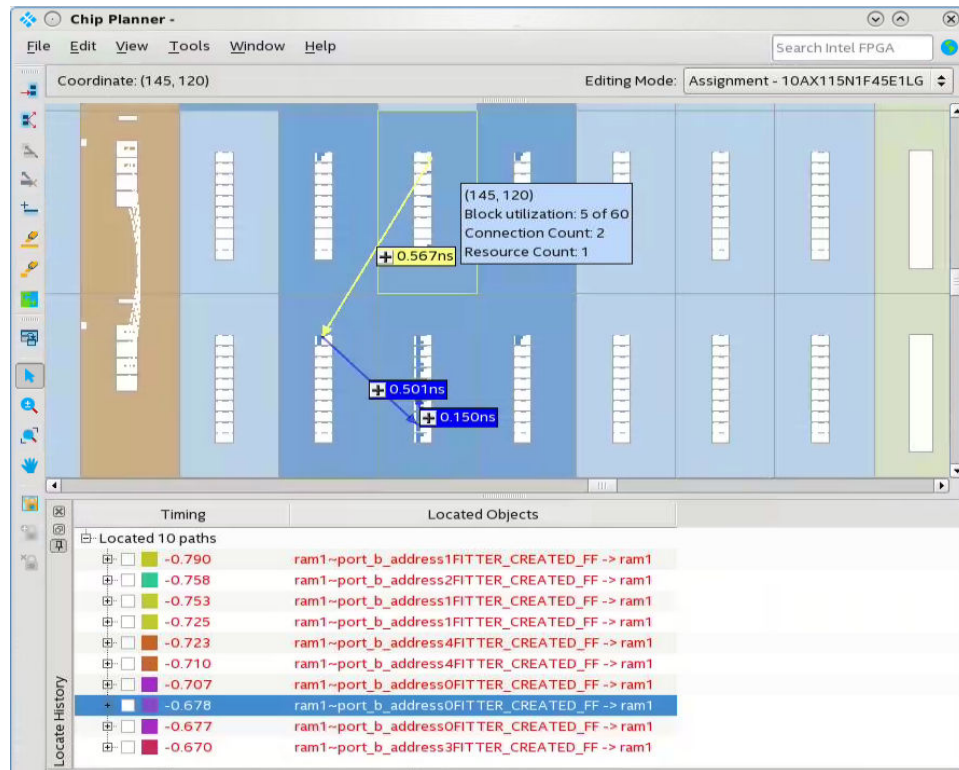 Chip Planner -
File Edit View Tools Window Help
Search Intel FPGA
Coordinate: (145, 120)
Editing Mode: Assignment - 10AX115N1F45E1LG
(145, 120)
Block utilization: 5 of 60
Connection Count: 2
Resource Count: 1
0.567ns
0.501ns
0.150ns
Timing Located Objects
Located 10 paths
-0.790 ram1~port_b_address1FITTER_CREATED_FF -> ram1
-0.758 ram1~port_b_address2FITTER_CREATED_FF -> ram1
-0.753 ram1~port_b_address1FITTER_CREATED_FF -> ram1
-0.725 ram1~port_b_address1FITTER_CREATED_FF -> ram1
-0.723 ram1~port_b_address4FITTER_CREATED_FF -> ram1
-0.710 ram1~port_b_address4FITTER_CREATED_FF -> ram1
-0.707 ram1~port_b_address0FITTER_CREATED_FF -> ram1
-0.678 ram1~port_b_address0FITTER_CREATED_FF -> ram1
-0.677 ram1~port_b_address0FITTER_CREATED_FF -> ram1
-0.670 ram1~port_b_address3FITTER_CREATED_FF -> ram1
Locate History